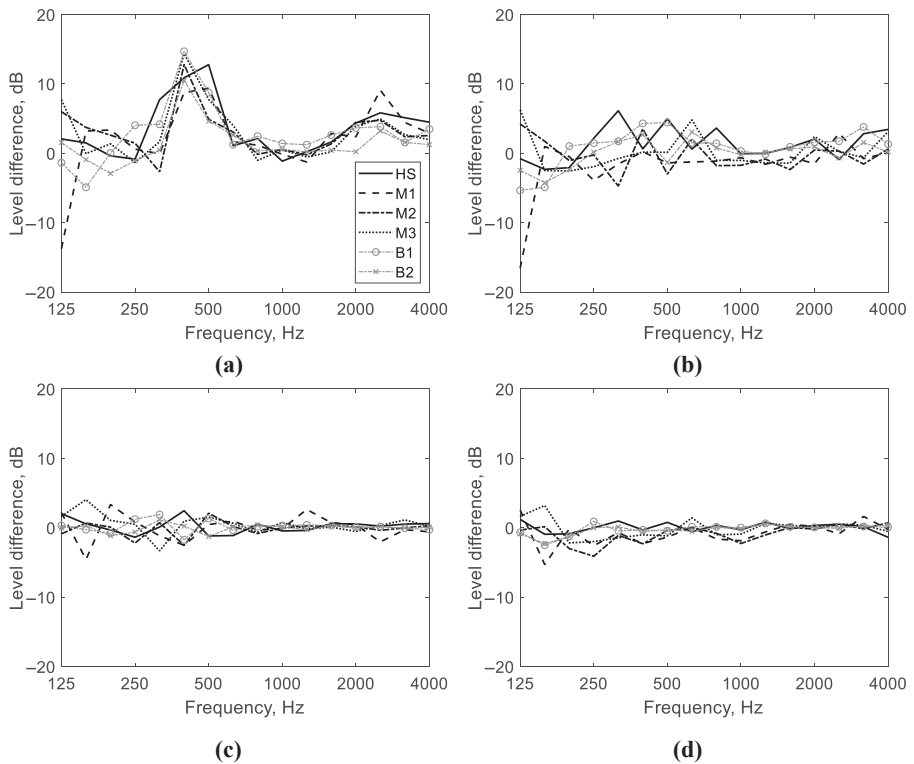 20
10
0
–10
–20
Level difference, dB
HS
M1
M2
M3
B1
B2
125 250 500 1000 2000 4000
Frequency, Hz
(a)
20
10
0
–10
–20
Level difference, dB
125 250 500 1000 2000 4000
Frequency, Hz
(b)
20
10
0
–10
–20
Level difference, dB
125 250 500 1000 2000 4000
Frequency, Hz
(c)
20
10
0
–10
–20
Level difference, dB
125 250 500 1000 2000 4000
Frequency, Hz
(d)